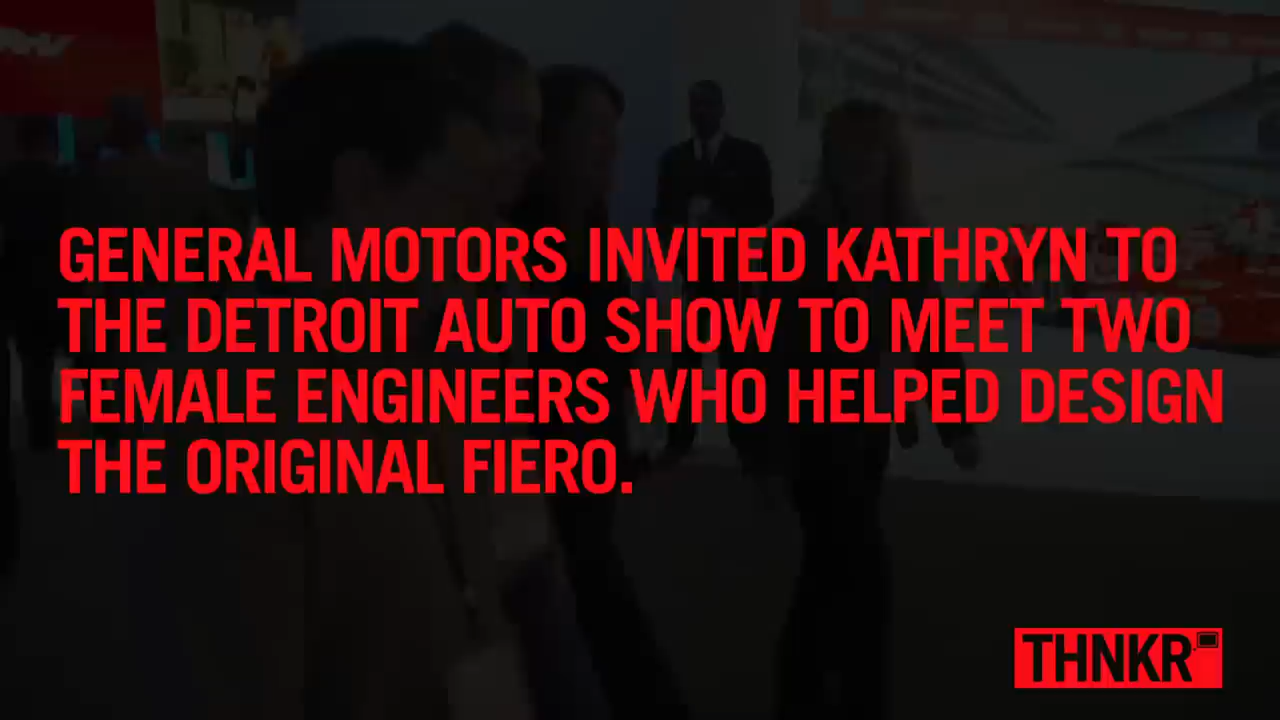 GENERAL MOTORS INVITED KATHRYN TO
THE DETROIT AUTO SHOW TO MEET TWO
FEMALE ENGINEERS WHO HELPED DESIGN
THE ORIGINAL FIERO.
THNKR